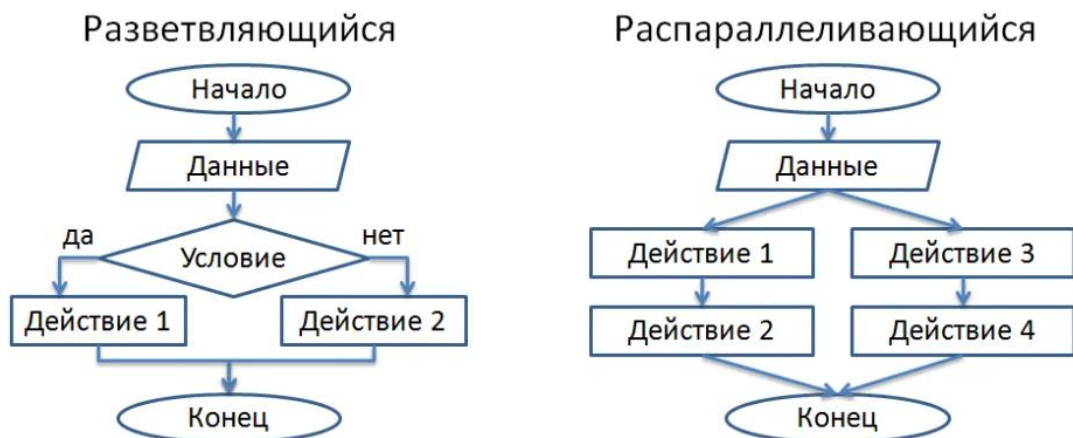 Разветвляющийся
Начало
Данные
да
нет
Условие
Действие 1
Действие 2
Конец
Распараллеливающийся
Начало
Данные
Действие 1
Действие 3
Действие 2
Действие 4
Конец